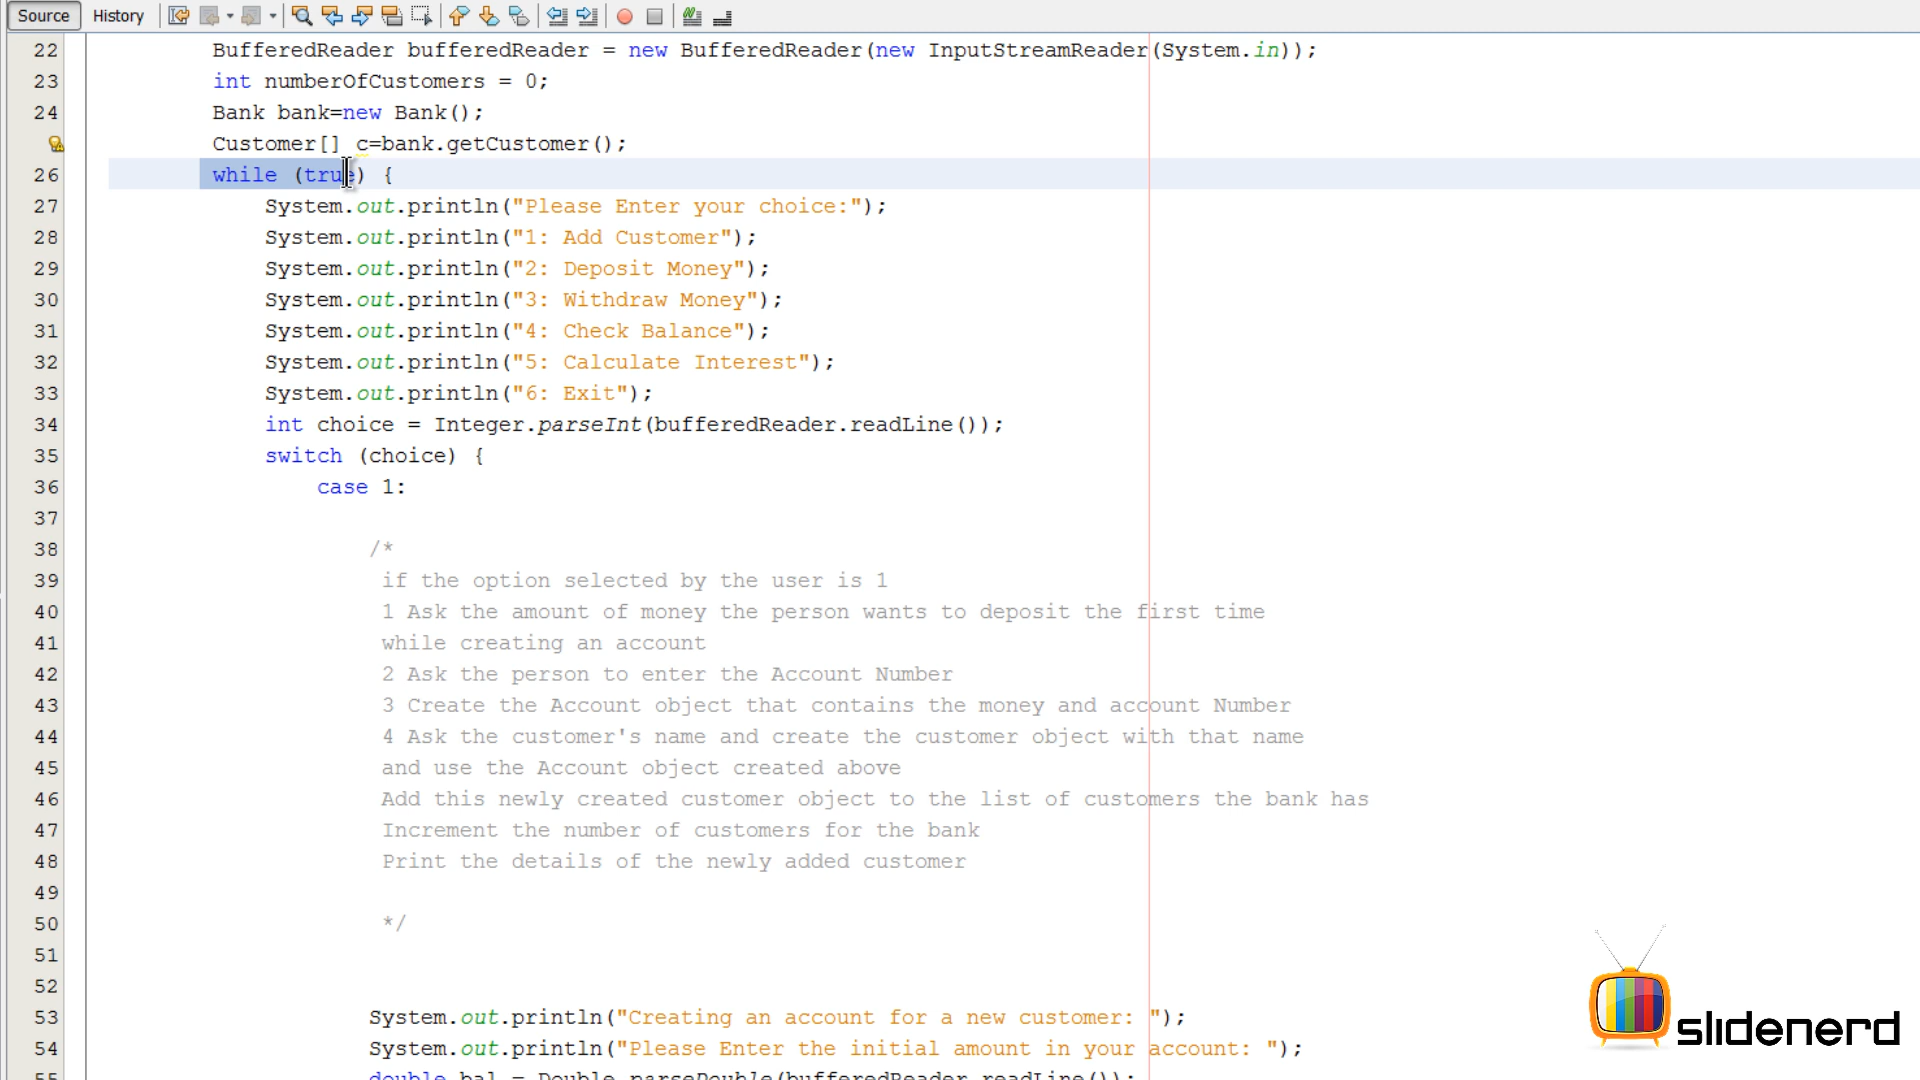 Source History
22 BufferedReader bufferedReader = new BufferedReader(new InputStreamReader(System.in));
23 int numberOfCustomers = 0;
24 Bank bank=new Bank();
Customer[] c=bank.getCustomer();
26 while (true) {
27 System.out.println("Please Enter your choice:");
28 System.out.println("1: Add Customer");
29 System.out.println("2: Deposit Money");
30 System.out.println("3: Withdraw Money");
31 System.out.println("4: Check Balance");
32 System.out.println("5: Calculate Interest");
33 System.out.println("6: Exit");
34 int choice = Integer.parseInt(bufferedReader.readLine());
35 switch (choice) {
36 case 1:
37
38 /*
39 if the option selected by the user is 1
40 1 Ask the amount of money the person wants to deposit the first time
41 while creating an account
42 2 Ask the person to enter the Account Number
43 3 Create the Account object that contains the money and account Number
44 4 Ask the customer's name and create the customer object with that name
45 and use the Account object created above
46 Add this newly created customer object to the list of customers the bank has
47 Increment the number of customers for the bank
48 Print the details of the newly added customer
49
50 */
51
52
53 System.out.println("Creating an account for a new customer: ");
54 System.out.println("Please Enter the initial amount in your account: ");
55 double bal = Double.parseDouble(bufferedReader.readLine());
slidenerd